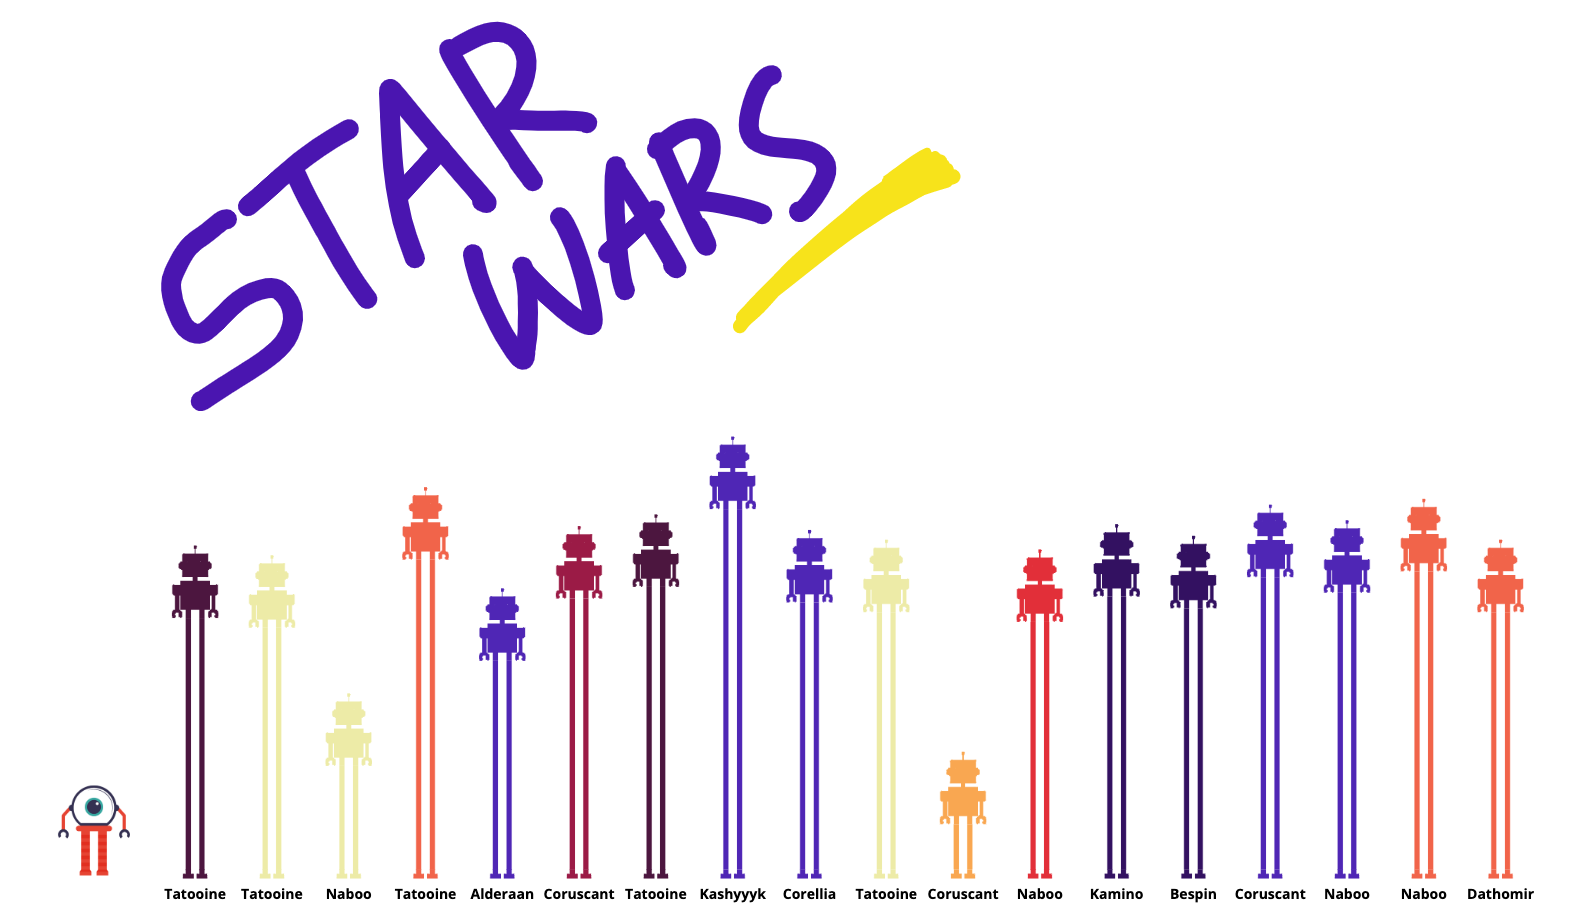 STAR
WARS
Tatooine Tatooine Naboo Tatooine Alderaan Coruscant Tatooine Kashyyyk Corellia Tatooine Coruscant Naboo Kamino Bespin Coruscant Naboo Naboo Dathomir